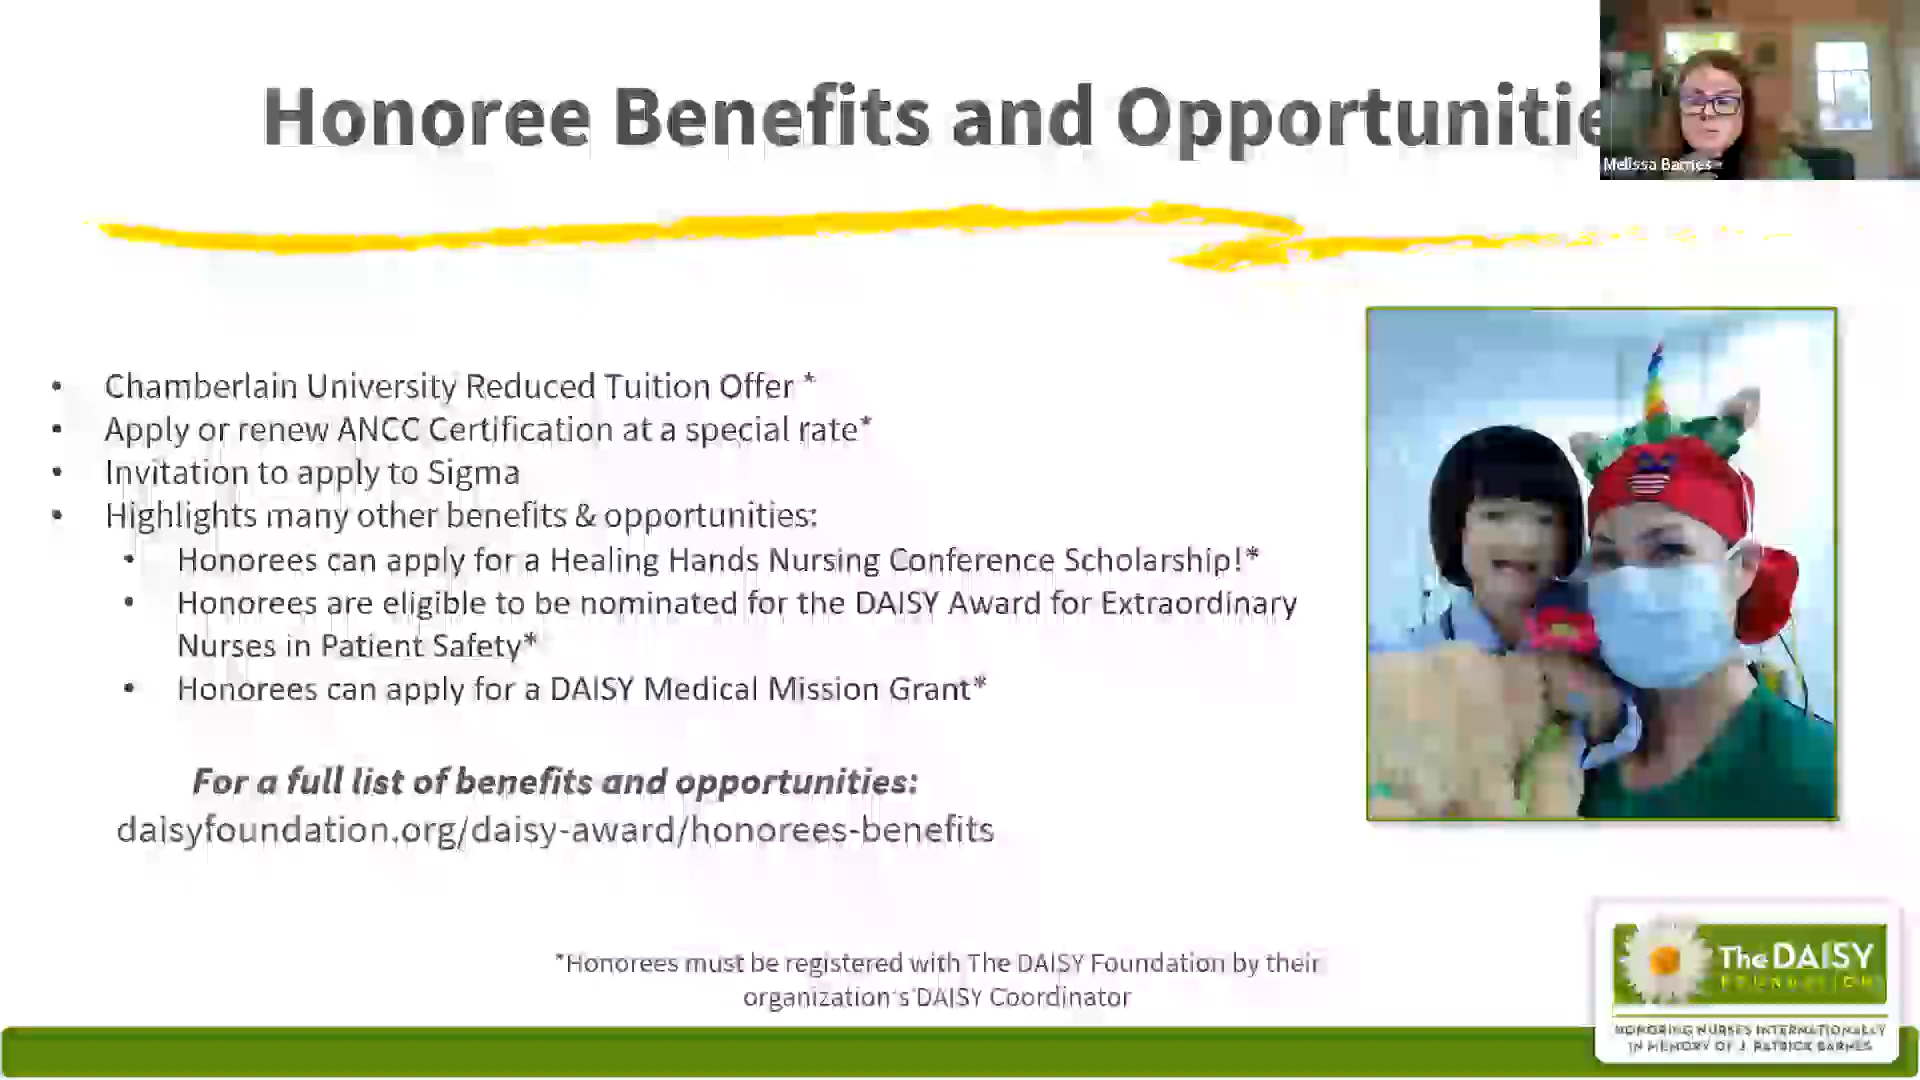 Honoree Benefits and Opportunitie
Melissa Barnes
• Chamberlain University Reduced Tuition Offer *
• Apply or renew ANCC Certification at a special rate*
• Invitation to apply to Sigma
• Highlights many other benefits & opportunities:
• Honorees can apply for a Healing Hands Nursing Conference Scholarship!*
• Honorees are eligible to be nominated for the DAISY Award for Extraordinary
Nurses in Patient Safety*
• Honorees can apply for a DAISY Medical Mission Grant*
For a full list of benefits and opportunities:
daisyfoundation.org/daisy-award/honorees-benefits
*Honorees must be registered with The DAISY Foundation by their
organization's DAISY Coordinator
The DAISY
FOUNDATION
HONORING NURSES INTERNATIONALLY
IN MEMORY OF J. PATRICK BARNES